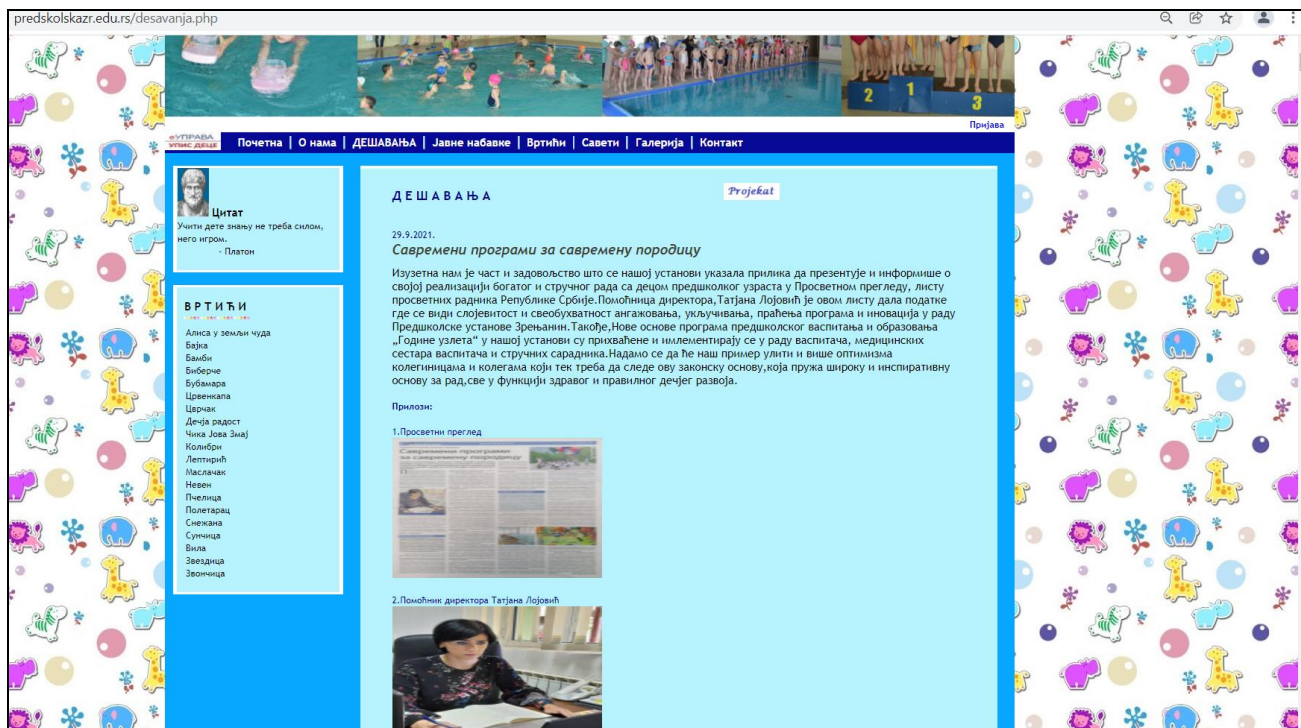 predskolskazr.edu.rs/desavanja.php
2 1 3
Пријава
еУПРАВА
УПИС ДЕЦЕ
Почетна | О нама | ДЕШАВАЊА | Јавне набавке | Вртићи | Савети | Галерија | Контакт
Цитат
Учити дете знању не треба силом,
него игром.
- Платон
В Р Т И Ћ И
Алиса у земљи чуда
Бајка
Бамби
Биберче
Бубамара
Црвенкапа
Цврчак
Дечја радост
Чика Јова Змај
Колибри
Лептирић
Маслачак
Невен
Пчелица
Полетарац
Снежана
Сунчица
Вила
Звездица
Звончица
Д Е Ш А В А Њ А
Projekat
29.9.2021.
Савремени програми за савремену породицу
Изузетна нам је част и задовољство што се нашој установи указала прилика да презентује и информише о
својој реализацији богатог и стручног рада са децом предшколког узраста у Просветном прегледу, листу
просветних радника Републике Србије.Помоћница директора,Татјана Лојовић је овом листу дала податке
где се види слојевитост и свеобухватност ангажовања, укључивања, праћења програма и иновација у раду
Предшколске установе Зрењанин.Такође,Нове основе програма предшколског васпитања и образовања
„Године узлета“ у нашој установи су прихваћене и имлементирају се у раду васпитача, медицинских
сестара васпитача и стручних сарадника.Надамо се да ће наш пример улити и више оптимизма
колегиницама и колегама који тек треба да следе ову законску основу,која пружа широку и инспиративну
основу за рад,све у функцији здравог и правилног дечјег развоја.
Прилози:
1.Просветни преглед
Савремени програми
за савремену породицу
2.Помоћник директора Татјана Лојовић